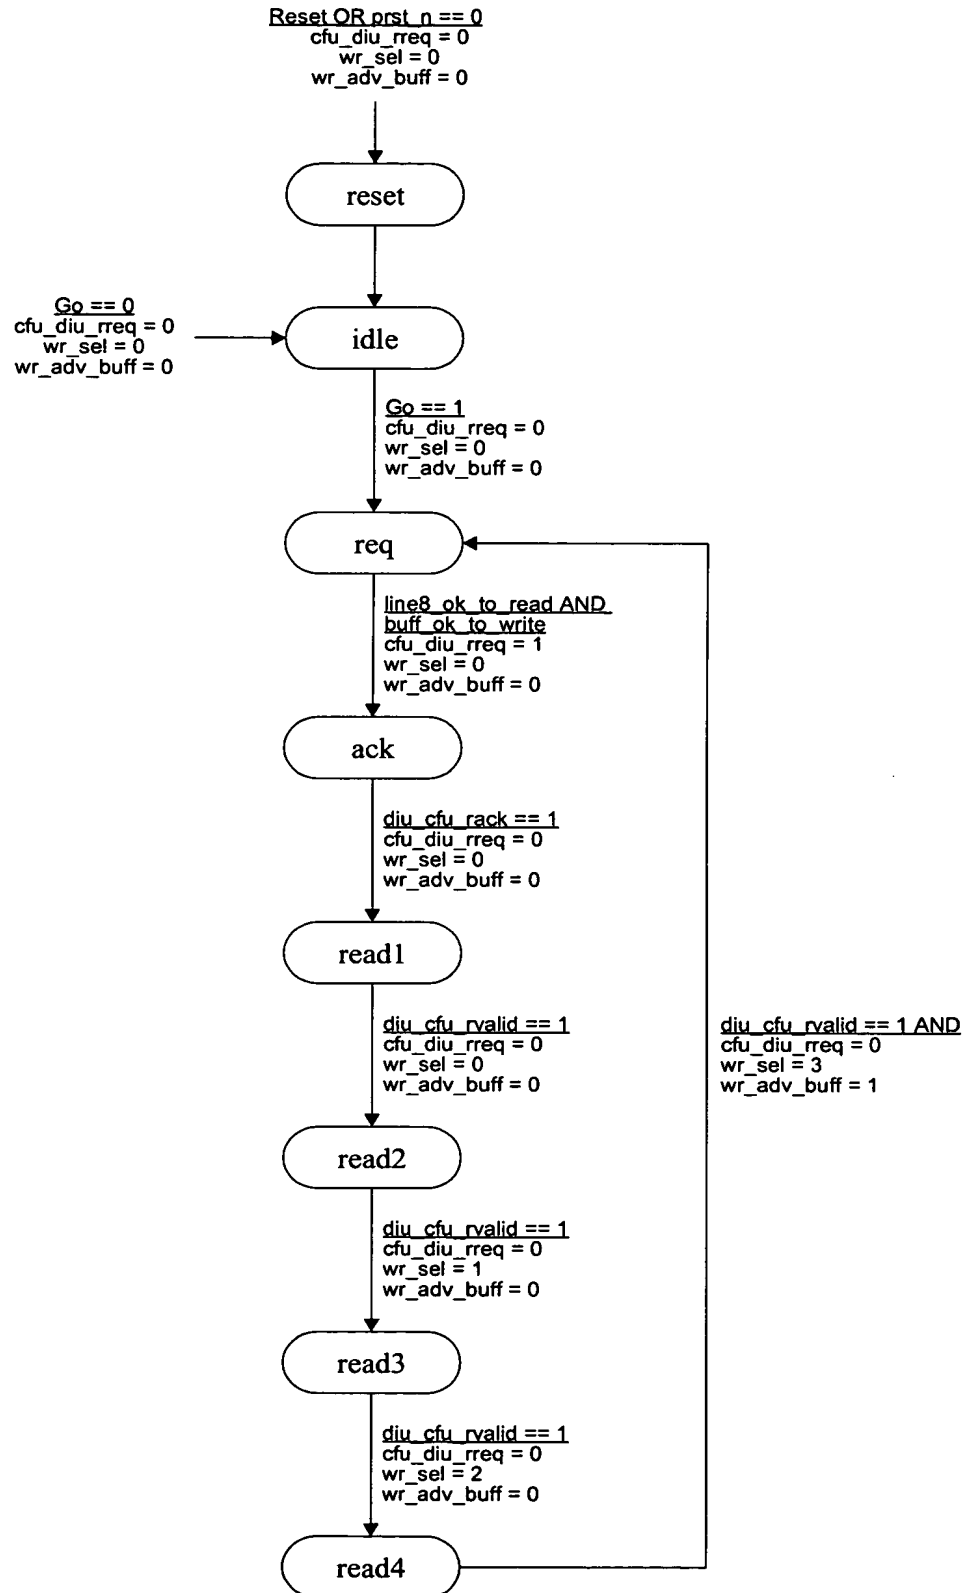 Reset OR prst_n == 0
cfu_diu_rreq = 0
wr_sel = 0
wr_adv_buff = 0
reset
Go == 0
cfu_diu_rreq = 0
wr_sel = 0
wr_adv_buff = 0
idle
Go == 1
cfu_diu_rreq = 0
wr_sel = 0
wr_adv_buff = 0
req
line8_ok_to_read AND
buff_ok_to_write
cfu_diu_rreq = 1
wr_sel = 0
wr_adv_buff = 0
ack
diu_cfu_rack == 1
cfu_diu_rreq = 0
wr_sel = 0
wr_adv_buff = 0
read1
diu_cfu_rvalid == 1
cfu_diu_rreq = 0
wr_sel = 0
wr_adv_buff = 0
diu_cfu_rvalid == 1 AND
cfu_diu_rreq = 0
wr_sel = 3
wr_adv_buff = 1
read2
diu_cfu_rvalid == 1
cfu_diu_rreq = 0
wr_sel = 1
wr_adv_buff = 0
read3
diu_cfu_rvalid == 1
cfu_diu_rreq = 0
wr_sel = 2
wr_adv_buff = 0
read4